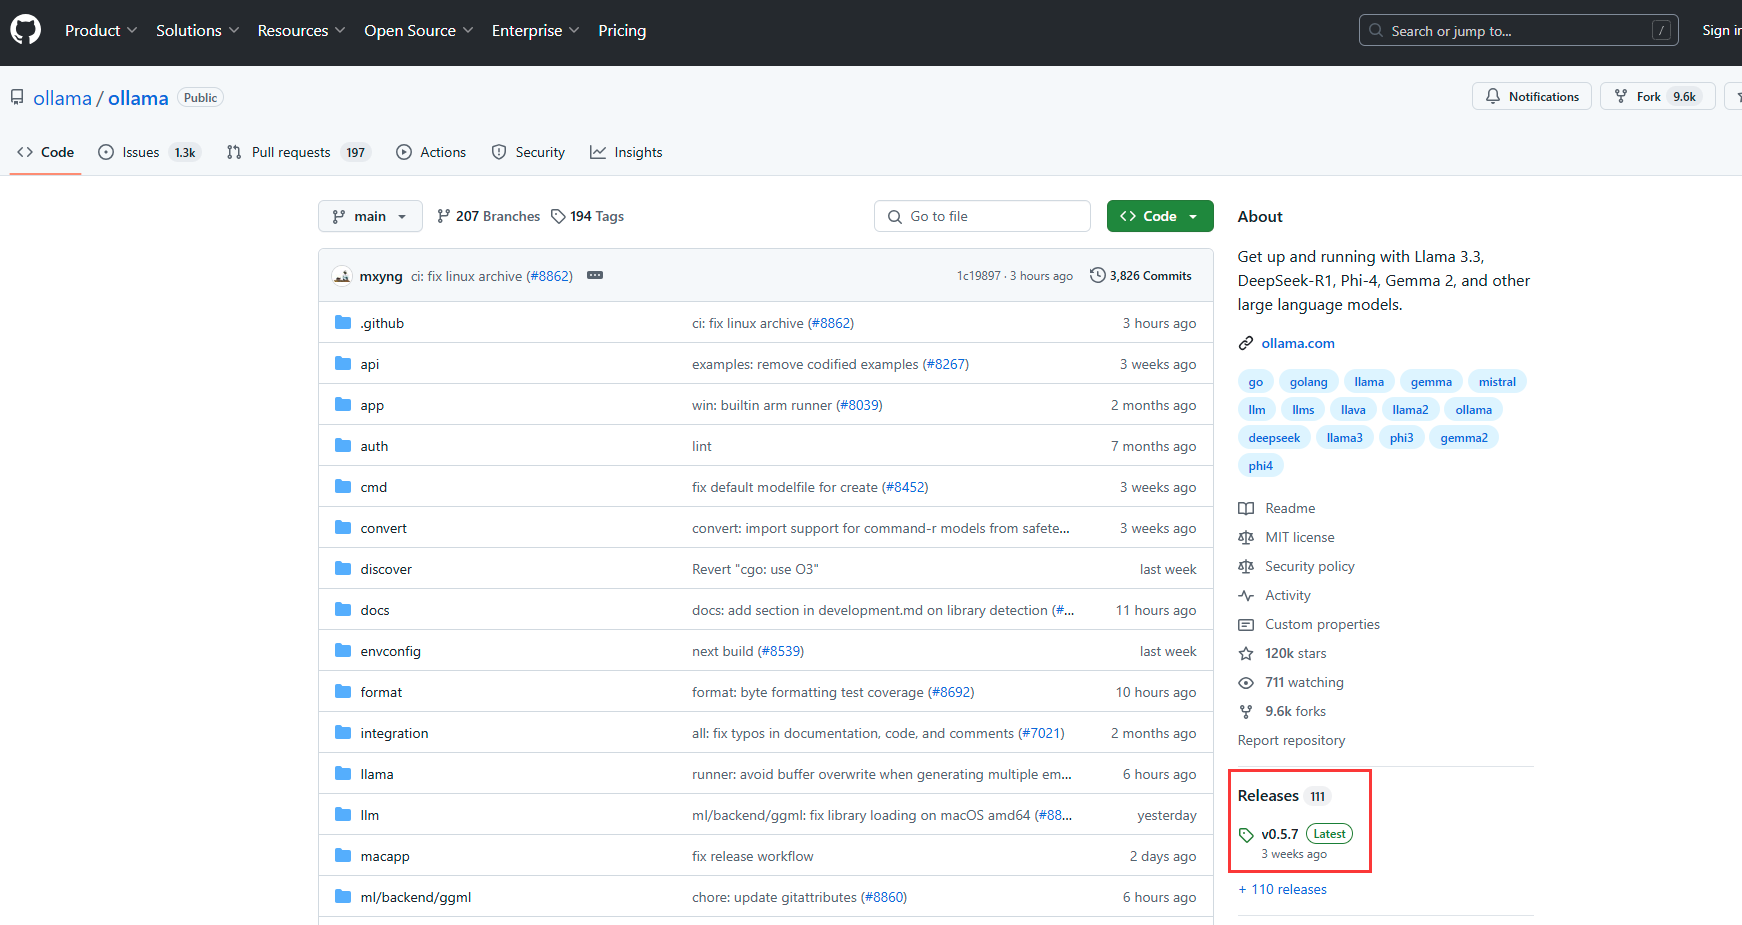 Product Solutions Resources Open Source Enterprise Pricing Search or jump to... / Sign in
ollama / ollama Public Notifications Fork 9.6k
Code Issues 1.3k Pull requests 197 Actions Security Insights
main 207 Branches 194 Tags Go to file Code
mxyng ci: fix linux archive (#8862) 1c19897 · 3 hours ago 3,826 Commits
.github ci: fix linux archive (#8862) 3 hours ago
api examples: remove codified examples (#8267) 3 weeks ago
app win: builtin arm runner (#8039) 2 months ago
auth lint 7 months ago
cmd fix default modelfile for create (#8452) 3 weeks ago
convert convert: import support for command-r models from safete... 3 weeks ago
discover Revert "cgo: use O3" last week
docs docs: add section in development.md on library detection (#... 11 hours ago
envconfig next build (#8539) last week
format format: byte formatting test coverage (#8692) 10 hours ago
integration all: fix typos in documentation, code, and comments (#7021) 2 months ago
llama runner: avoid buffer overwrite when generating multiple em... 6 hours ago
llm ml/backend/ggml: fix library loading on macOS amd64 (#88... yesterday
macapp fix release workflow 2 days ago
ml/backend/ggml chore: update gitattributes (#8860) 6 hours ago
About
Get up and running with Llama 3.3,
DeepSeek-R1, Phi-4, Gemma 2, and other
large language models.
ollama.com
go golang llama gemma mistral
llm llms llava llama2 ollama
deepseek llama3 phi3 gemma2
phi4
Readme
MIT license
Security policy
Activity
Custom properties
120k stars
711 watching
9.6k forks
Report repository
Releases 111
v0.5.7 Latest
3 weeks ago
+ 110 releases